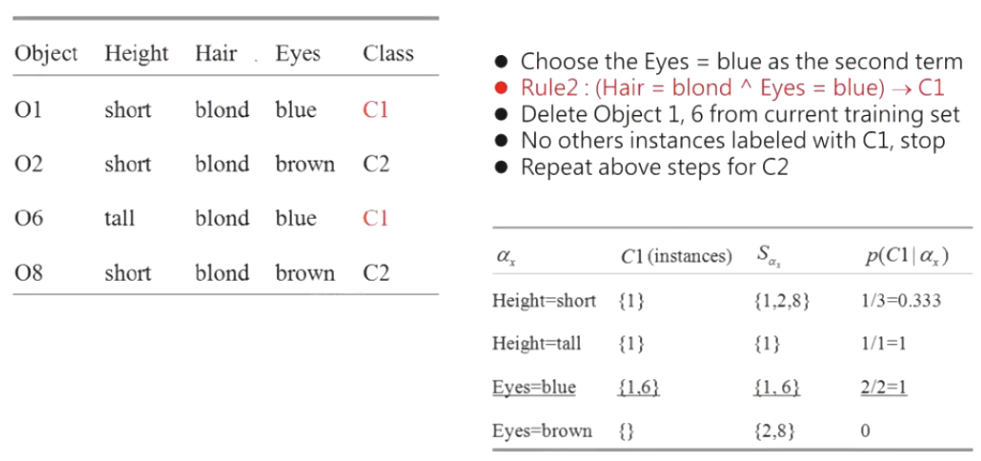 Object Height Hair . Eyes Class
O1 short blond blue C1
O2 short blond brown C2
O6 tall blond blue C1
O8 short blond brown C2
● Choose the Eyes = blue as the second term
● Rule2 : (Hair = blond ^ Eyes = blue) → C1
● Delete Object 1, 6 from current training set
● No others instances labeled with C1, stop
● Repeat above steps for C2
αₓ C1 (instances) S_αₓ p(C1 | αₓ)
Height=short {1} {1,2,8} 1/3=0.333
Height=tall {1} {1} 1/1=1
Eyes=blue {1,6} {1, 6} 2/2=1
Eyes=brown {} {2,8} 0